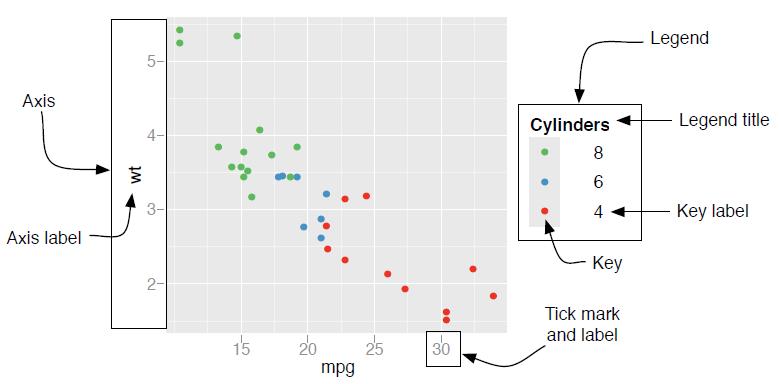 Legend
Axis
Legend title
Cylinders
8
6
4
Key label
Key
Axis label
wt
5
4
3
2
Tick mark
and label
15
20
25
30
mpg